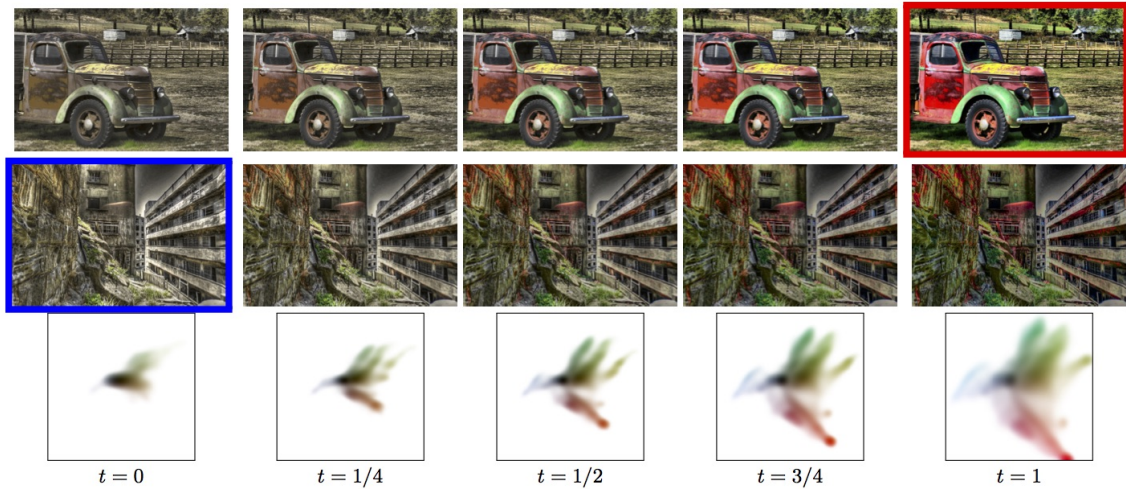 t = 0 t = 1/4 t = 1/2 t = 3/4 t = 1